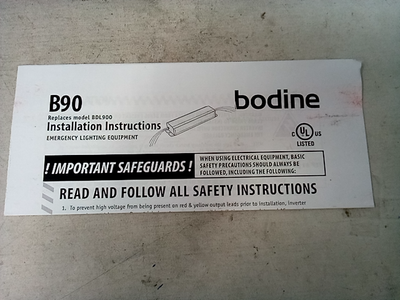 B90
bodine
Replaces model BDL900
Installation Instructions
EMERGENCY LIGHTING EQUIPMENT
C UL US
LISTED
! IMPORTANT SAFEGUARDS !
WHEN USING ELECTRICAL EQUIPMENT, BASIC
SAFETY PRECAUTIONS SHOULD ALWAYS BE
FOLLOWED, INCLUDING THE FOLLOWING:
READ AND FOLLOW ALL SAFETY INSTRUCTIONS
1. To prevent high voltage from being present on red & yellow output leads prior to Installation, inverter